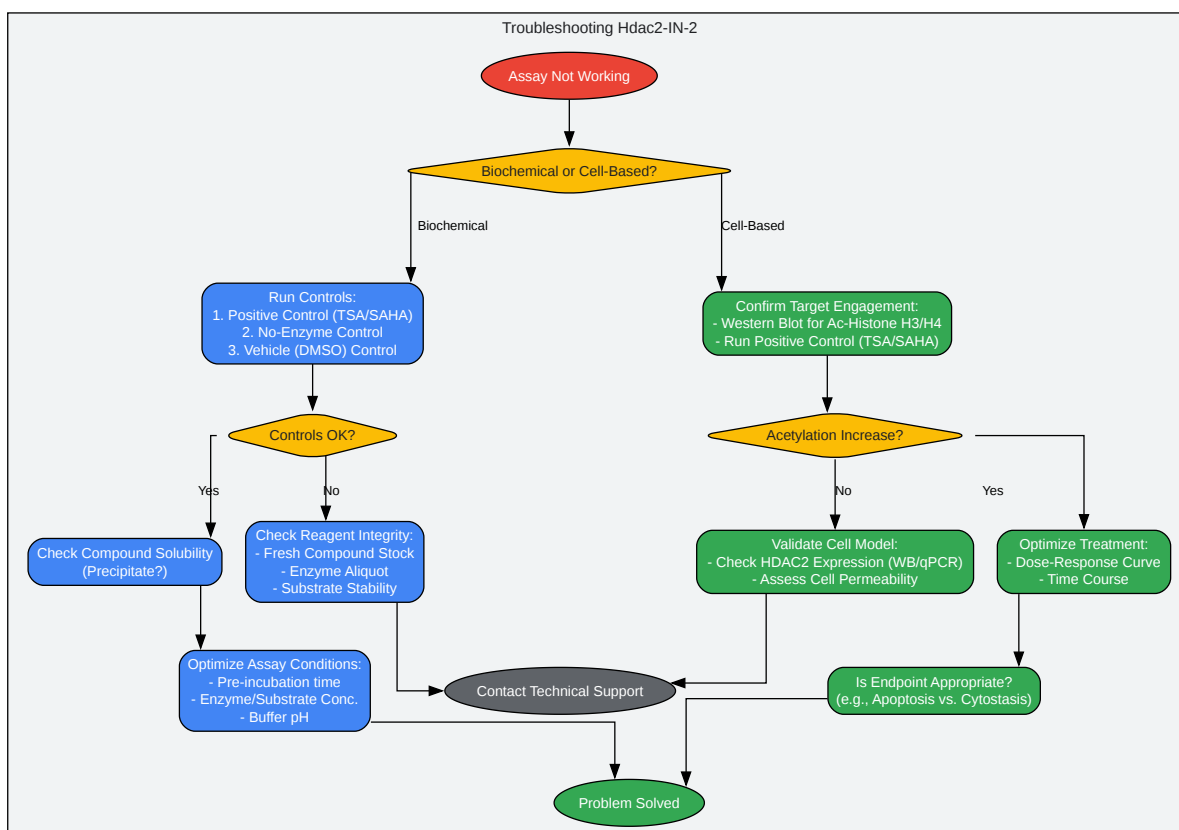 Troubleshooting Hdac2-IN-2
Assay Not Working
Biochemical or Cell-Based?
Biochemical
Cell-Based
Run Controls:
1. Positive Control (TSA/SAHA)
2. No-Enzyme Control
3. Vehicle (DMSO) Control
Confirm Target Engagement:
- Western Blot for Ac-Histone H3/H4
- Run Positive Control (TSA/SAHA)
Controls OK?
Acetylation Increase?
Yes
No
No
Yes
Check Compound Solubility
(Precipitate?)
Check Reagent Integrity:
- Fresh Compound Stock
- Enzyme Aliquot
- Substrate Stability
Validate Cell Model:
- Check HDAC2 Expression (WB/qPCR)
- Assess Cell Permeability
Optimize Treatment:
- Dose-Response Curve
- Time Course
Optimize Assay Conditions:
- Pre-incubation time
- Enzyme/Substrate Conc.
- Buffer pH
Contact Technical Support
Is Endpoint Appropriate?
(e.g., Apoptosis vs. Cytostasis)
Problem Solved